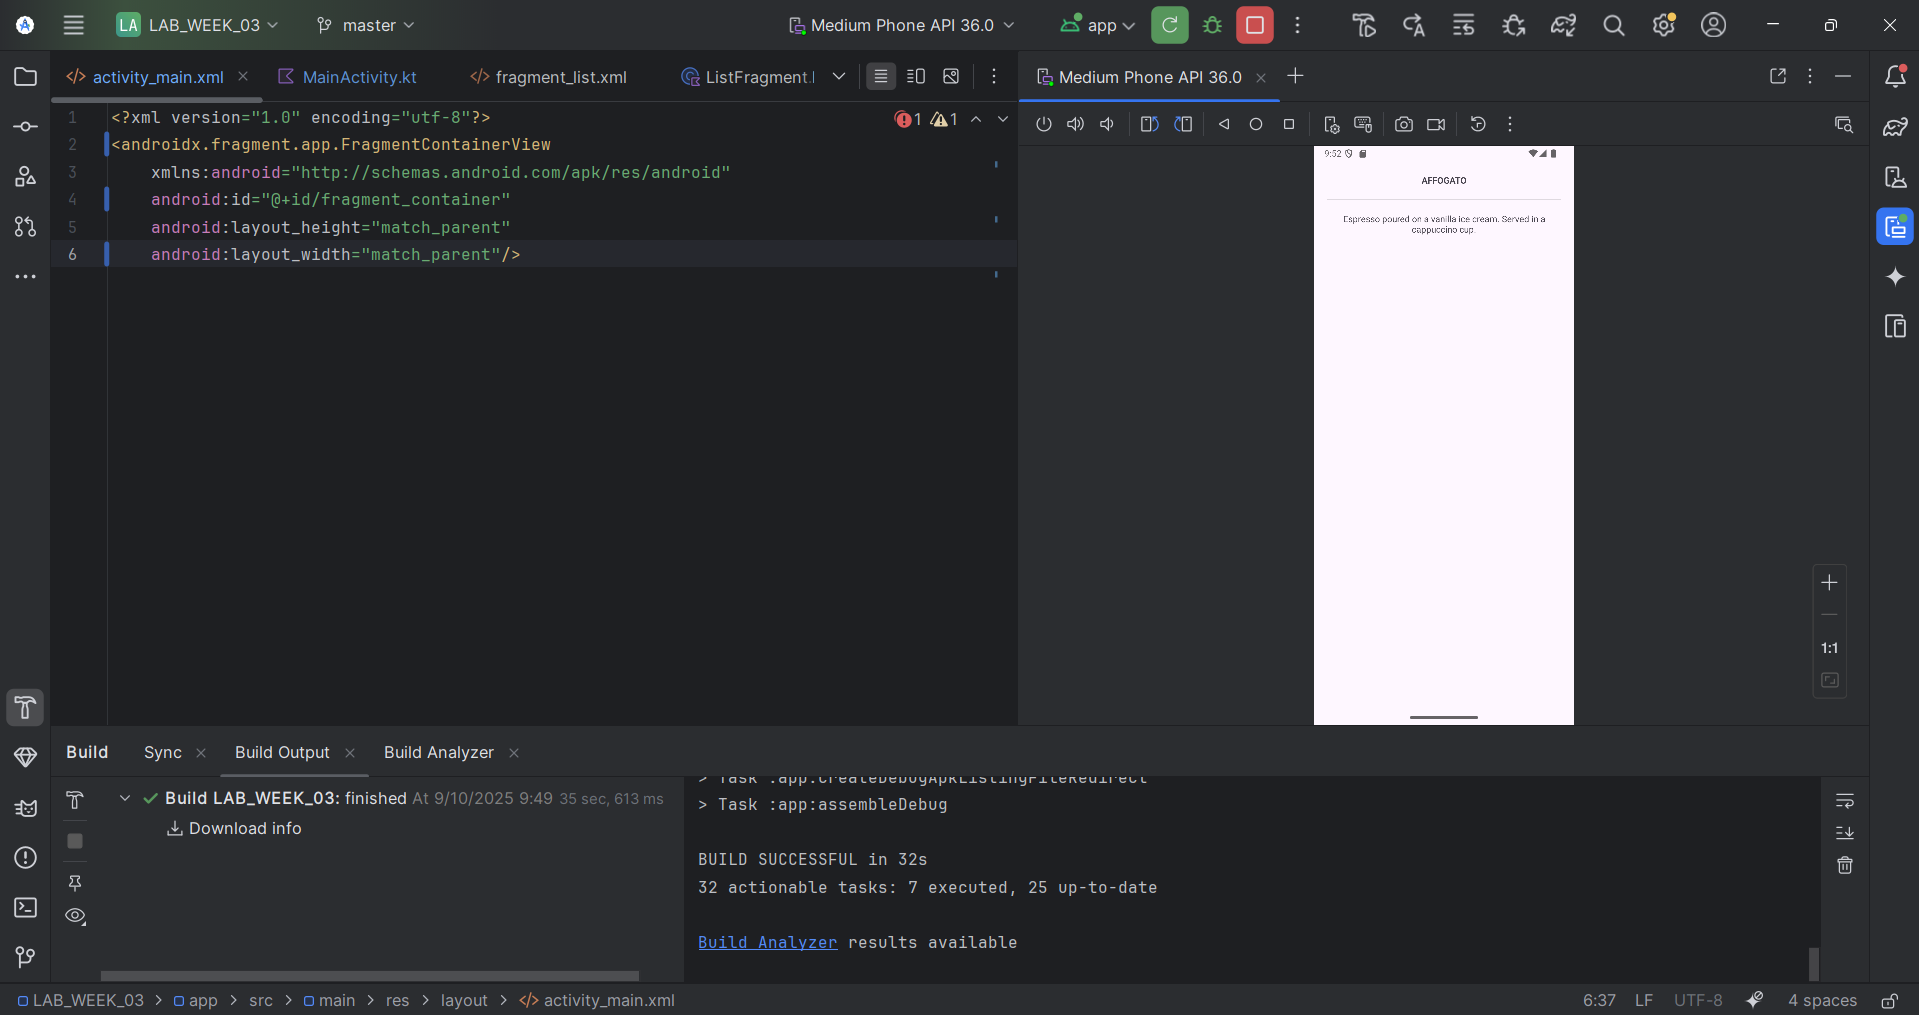 LA LAB_WEEK_03 master Medium Phone API 36.0 app
activity_main.xml MainActivity.kt fragment_list.xml ListFragment.
Medium Phone API 36.0
1 <?xml version="1.0" encoding="utf-8"?>
1 1
2 <androidx.fragment.app.FragmentContainerView
3 xmlns:android="http://schemas.android.com/apk/res/android"
4 android:id="@+id/fragment_container"
5 android:layout_height="match_parent"
6 android:layout_width="match_parent"/>
9:52
AFFOGATO
Espresso poured on a vanilla ice cream. Served in a
cappuccino cup.
1:1
Build Sync Build Output Build Analyzer
Build LAB_WEEK_03: finished At 9/10/2025 9:49 35 sec, 613 ms
Download info
> Task :app:createDebugApkListingFileRedirect
> Task :app:assembleDebug
BUILD SUCCESSFUL in 32s
32 actionable tasks: 7 executed, 25 up-to-date
Build Analyzer results available
LAB_WEEK_03 > app > src > main > res > layout > activity_main.xml
6:37 LF UTF-8 4 spaces